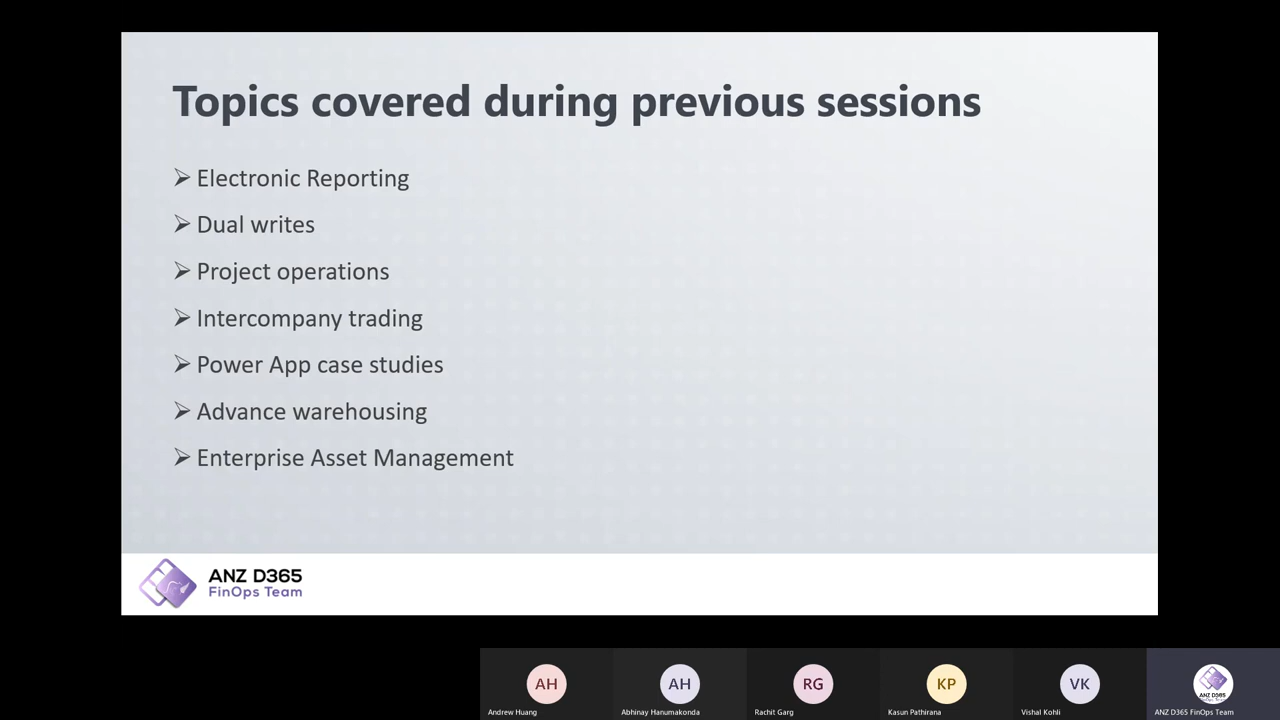 Topics covered during previous sessions
Electronic Reporting
Dual writes
Project operations
Intercompany trading
Power App case studies
Advance warehousing
Enterprise Asset Management
ANZ D365
FinOps Team
AH
Andrew Huang
AH
Abhinay Hanumakonda
RG
Rachit Garg
KP
Kasun Pathirana
VK
Vishal Kohli
ANZ D365
ANZ D365 FinOps Team